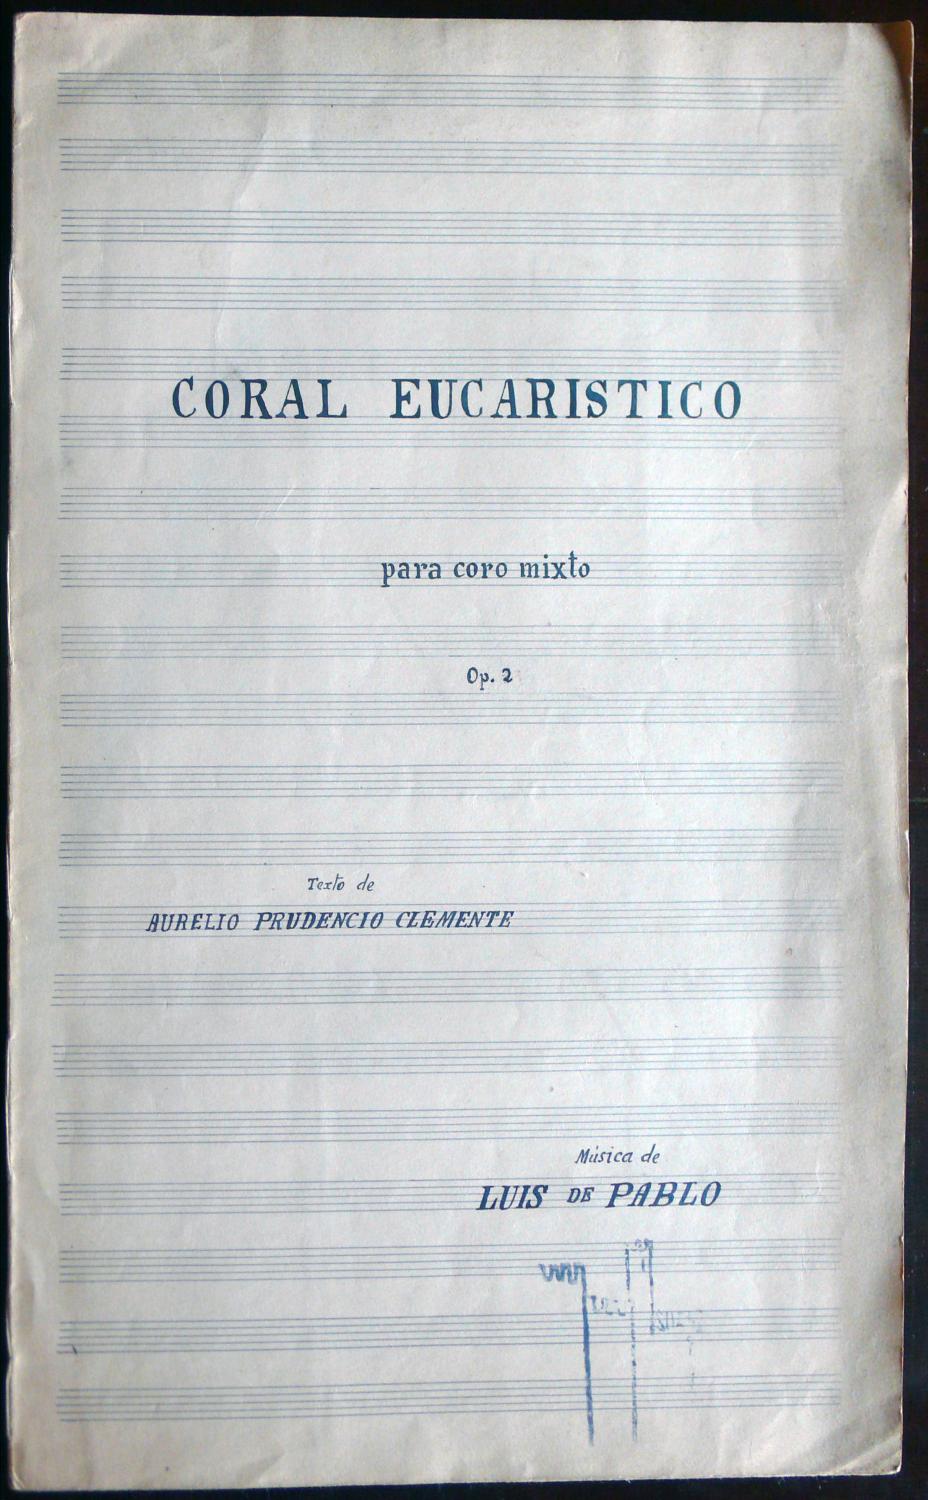 CORAL EUCARISTICO
para coro mixto
Op. 2
Texto de
AURELIO PRUDENCIO CLEMENTE
Música de
LUIS DE PABLO